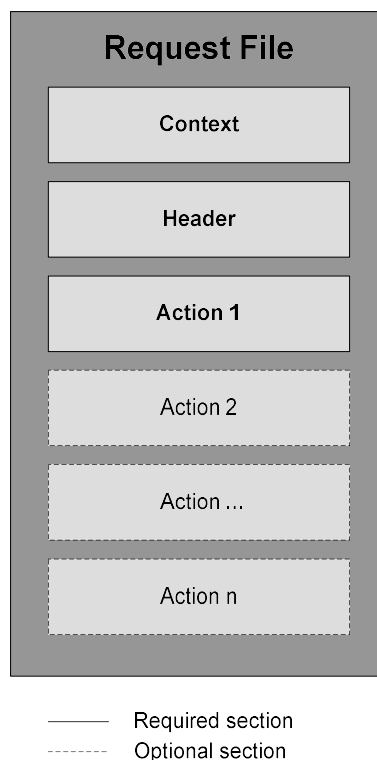 Request File
Context
Header
Action 1
Action 2
Action ...
Action n
Required section
Optional section